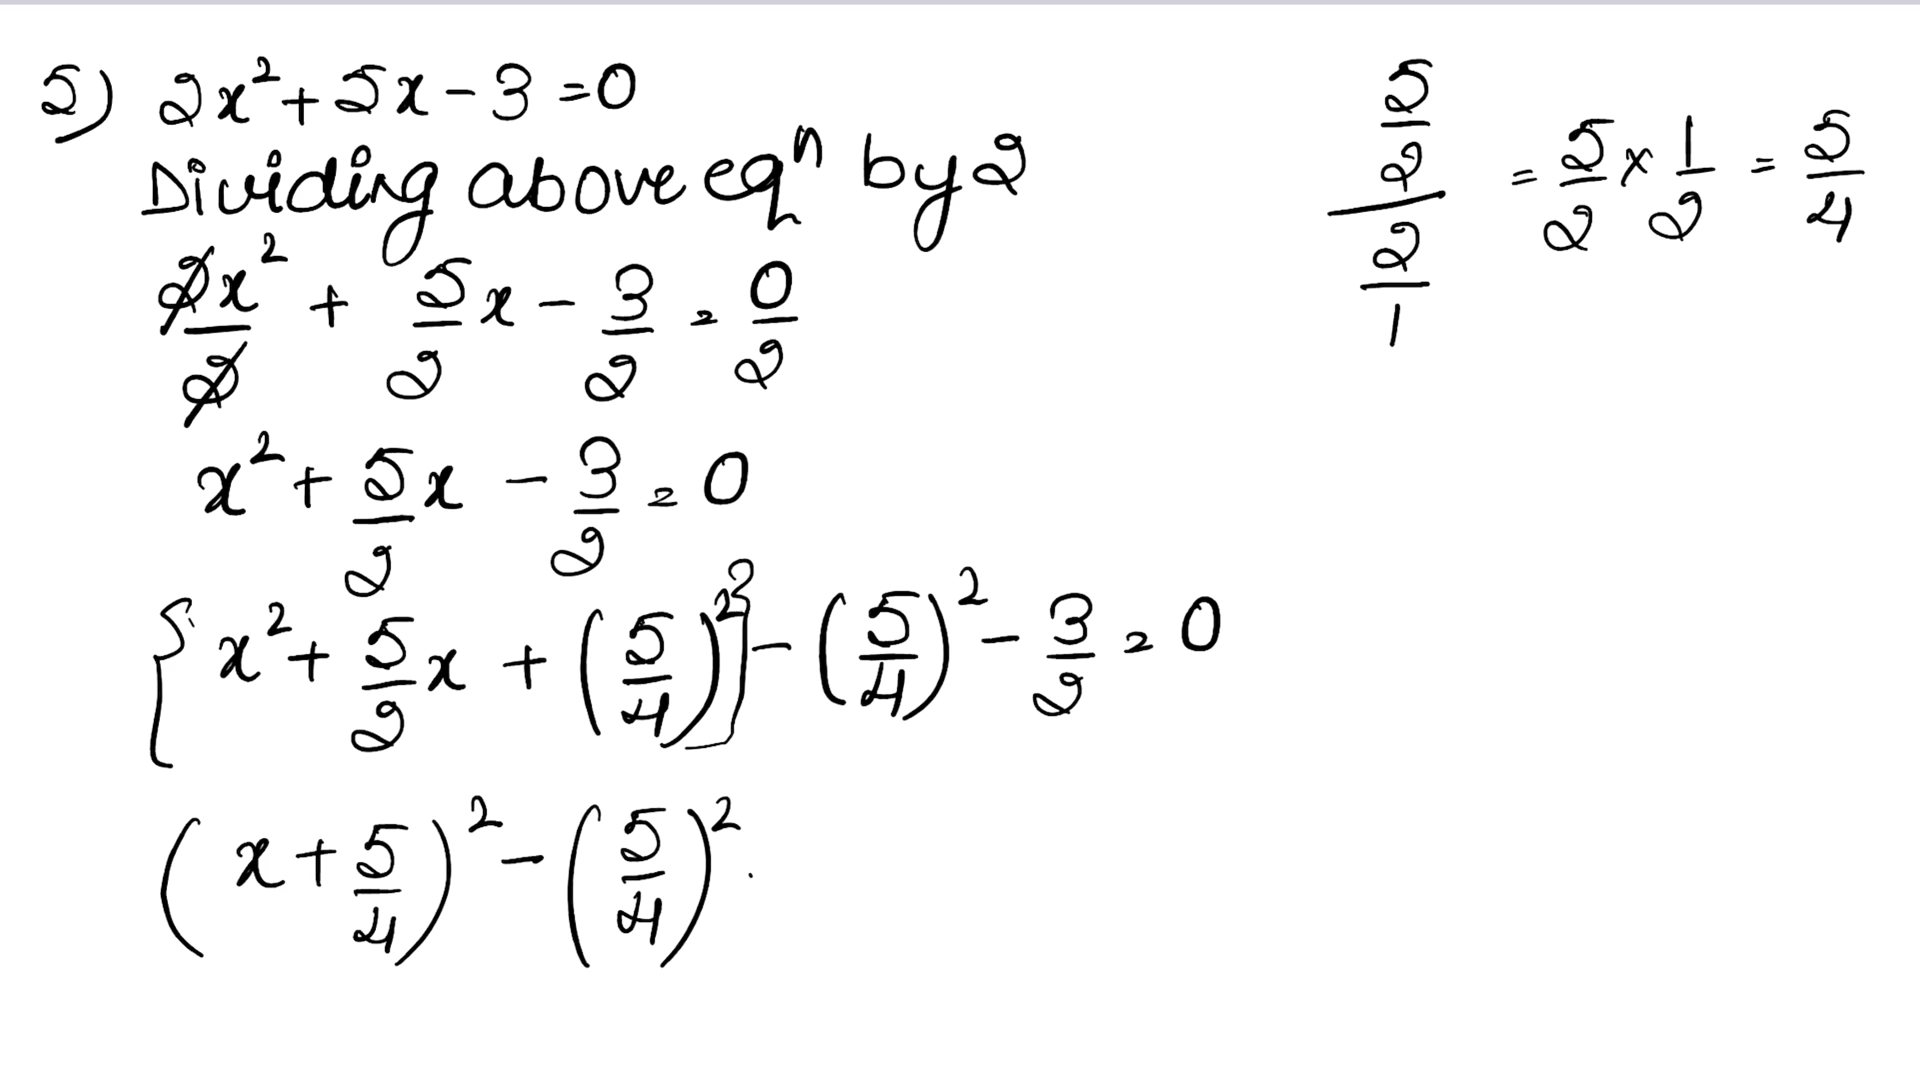 5) 2x² + 5x - 3 = 0
Dividing above eqⁿ by 2
2x²/2 + 5/2 x - 3/2 = 0/2
x² + 5/2 x - 3/2 = 0
{x² + 5/2 x + (5/4)²} - (5/4)² - 3/2 = 0
(x + 5/4)² - (5/4)²
5/2 / 2/1 = 5/2 × 1/2 = 5/4